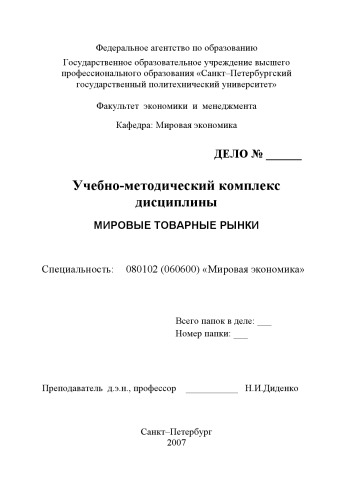 Федеральное агентство по образованию
Государственное образовательное учреждение высшего
профессионального образования «Санкт–Петербургский
государственный политехнический университет»
Факультет экономики и менеджмента
Кафедра: Мировая экономика
ДЕЛО № ______
Учебно-методический комплекс
дисциплины
МИРОВЫЕ ТОВАРНЫЕ РЫНКИ
Специальность: 080102 (060600) «Мировая экономика»
Всего папок в деле: ___
Номер папки: ___
Преподаватель д.э.н., профессор ___________ Н.И.Диденко
Санкт–Петербург
2007